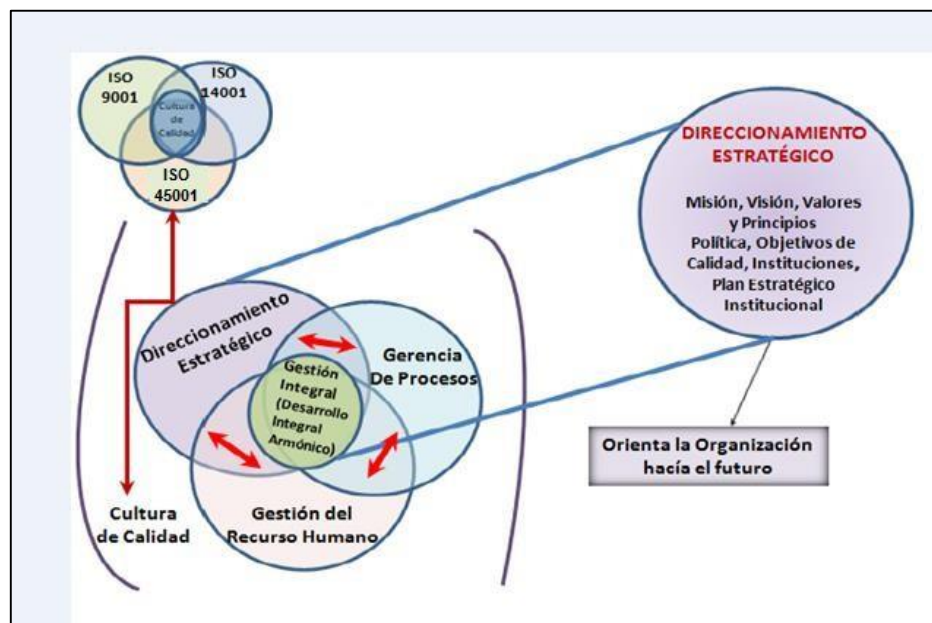 ISO
9001
ISO
14001
Cultura
de
Calidad
ISO
45001
DIRECCIONAMIENTO
ESTRATÉGICO
Misión, Visión, Valores
y Principios
Política, Objetivos de
Calidad, Instituciones,
Plan Estratégico
Institucional
Direccionamiento
Estratégico
Gerencia
De Procesos
Gestión
Integral
(Desarrollo
Integral
Armónico)
Gestión del
Recurso Humano
Cultura
de Calidad
Orienta la Organización
hacía el futuro